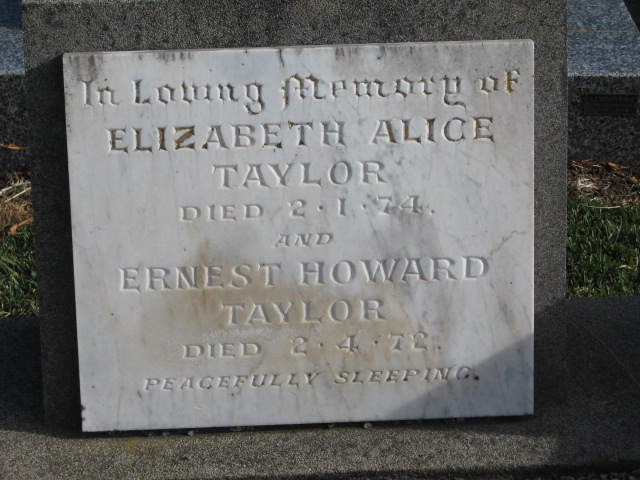 In Loving Memory of
ELIZABETH ALICE
TAYLOR
DIED 2·1·74.
AND
ERNEST HOWARD
TAYLOR
DIED 2·4·72.
PEACEFULLY SLEEPING.